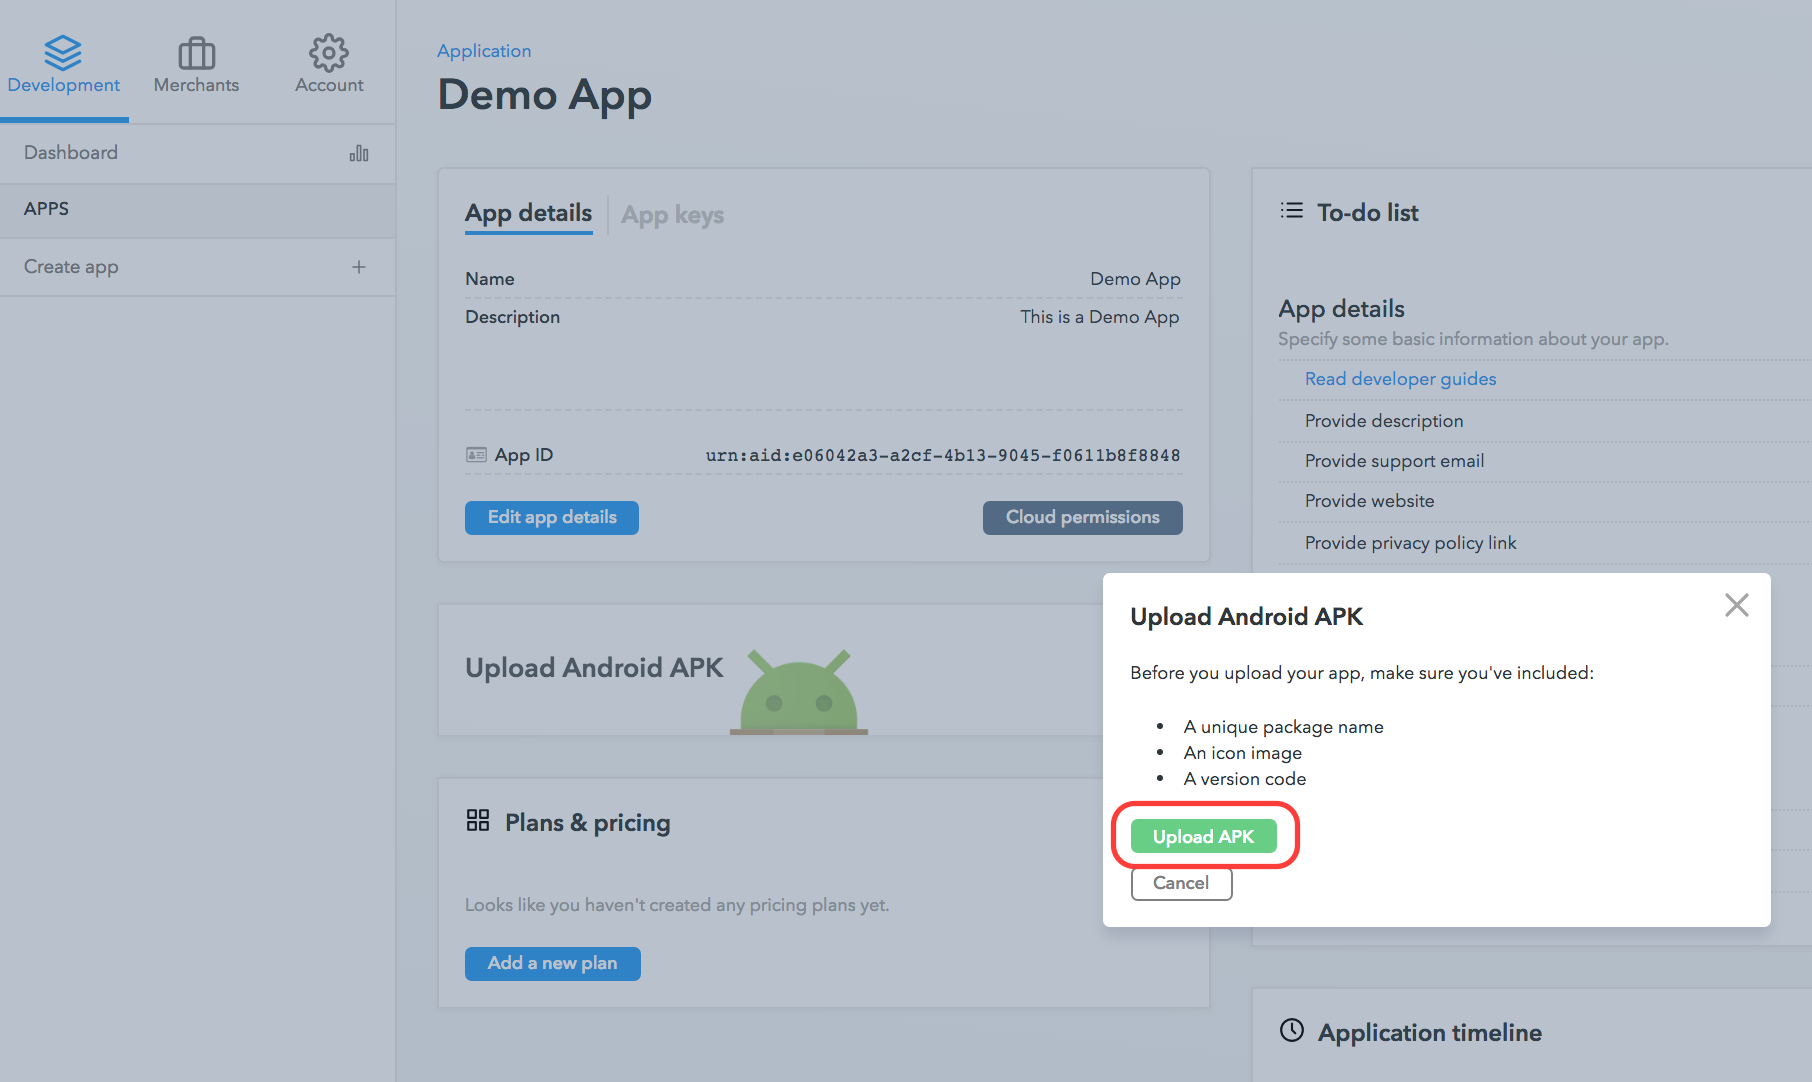 Development
Merchants
Account
Dashboard
APPS
Create app
Application
Demo App
App details
App keys
Name
Demo App
Description
This is a Demo App
App ID
urn:aid:e06042a3-a2cf-4b13-9045-f0611b8f8848
Edit app details
Cloud permissions
Upload Android APK
Plans & pricing
Looks like you haven't created any pricing plans yet.
Add a new plan
To-do list
App details
Specify some basic information about your app.
Read developer guides
Provide description
Provide support email
Provide website
Provide privacy policy link
Upload Android APK
Before you upload your app, make sure you've included:
• A unique package name
• An icon image
• A version code
Upload APK
Cancel
Application timeline